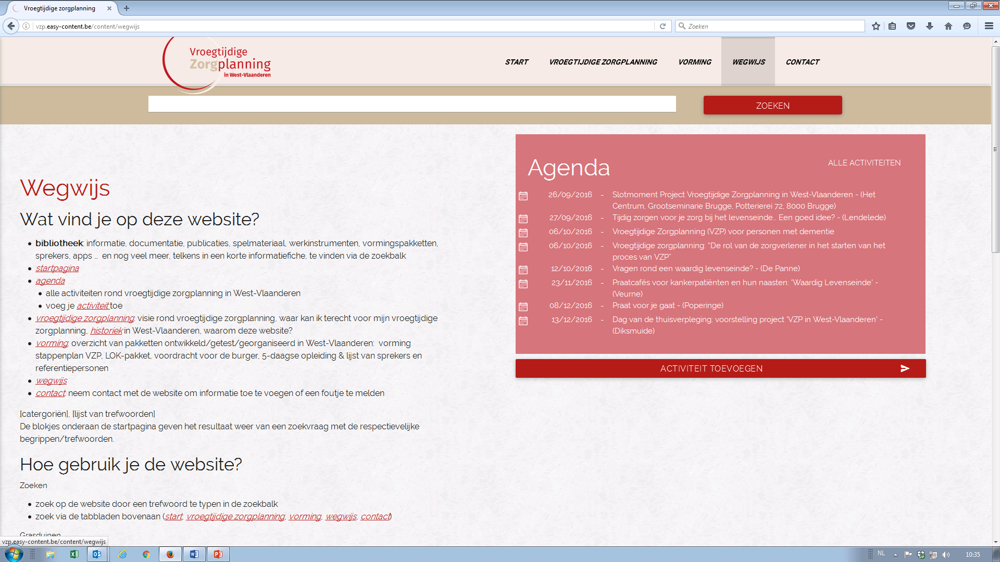 Vroegtijdige zorgplanning
vzp.easy-content.be/content/wegwijs
Zoeken
Vroegtijdige
Zorgplanning
in West-Vlaanderen
START
VROEGTIJDIGE ZORGPLANNING
VORMING
WEGWIJS
CONTACT
ZOEKEN
Wegwijs
Wat vind je op deze website?
bibliotheek: informatie, documentatie, publicaties, spelmateriaal, werkinstrumenten, vormingspakketten,
sprekers, apps … en nog veel meer, telkens in een korte informatiefiche, te vinden via de zoekbalk
startpagina
agenda
alle activiteiten rond vroegtijdige zorgplanning in West-Vlaanderen
voeg je activiteit toe
vroegtijdige zorgplanning: visie rond vroegtijdige zorgplanning, waar kan ik terecht voor mijn vroegtijdige
zorgplanning, historiek in West-Vlaanderen, waarom deze website?
vorming: overzicht van pakketten ontwikkeld/getest/georganiseerd in West-Vlaanderen: vorming
stappenplan VZP, LOK-pakket, voordracht voor de burger, 5-daagse opleiding & lijst van sprekers en
referentiepersonen
wegwijs
contact: neem contact met de website om informatie toe te voegen of een foutje te melden
[catergoriën], [lijst van trefwoorden]
De blokjes onderaan de startpagina geven het resultaat weer van een zoekvraag met de respectievelijke
begrippen/trefwoorden.
Hoe gebruik je de website?
Zoeken
zoek op de website door een trefwoord te typen in de zoekbalk
zoek via de tabbladen bovenaan (start, vroegtijdige zorgplanning, vorming, wegwijs, contact)
Grasduinen
Agenda
ALLE ACTIVITEITEN
26/09/2016 - Slotmoment Project Vroegtijdige Zorgplanning in West-Vlaanderen - (Het
Centrum, Grootseminarie Brugge, Potterierei 72, 8000 Brugge)
27/09/2016 - Tijdig zorgen voor je zorg bij het levenseinde… Een goed idee? - (Lendelede)
06/10/2016 - Vroegtijdige Zorgplanning (VZP) voor personen met dementie
06/10/2016 - Vroegtijdige zorgplanning: “De rol van de zorgverlener in het starten van het
proces van VZP”
12/10/2016 - Vragen rond een waardig levenseinde? - (De Panne)
23/11/2016 - Praatcafés voor kankerpatiënten en hun naasten: 'Waardig Levenseinde' -
(Veurne)
08/12/2016 - Praat voor je gaat - (Poperinge)
13/12/2016 - Dag van de thuisverpleging: voorstelling project 'VZP in West-Vlaanderen' -
(Diksmuide)
ACTIVITEIT TOEVOEGEN
vzp.easy-content.be/content/wegwijs
NL
10:35